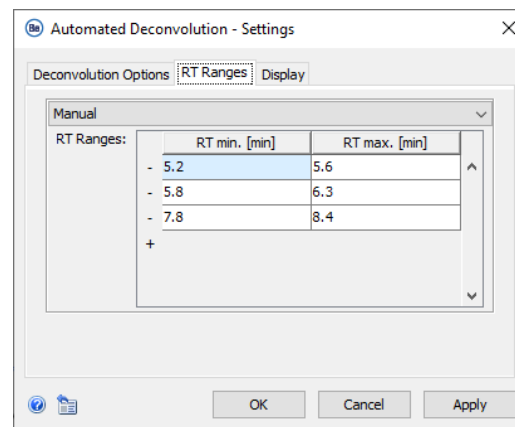 Be Automated Deconvolution - Settings
Deconvolution Options RT Ranges Display
Manual
RT Ranges: RT min. [min] RT max. [min]
- 5.2 5.6
- 5.8 6.3
- 7.8 8.4
+
? OK Cancel Apply